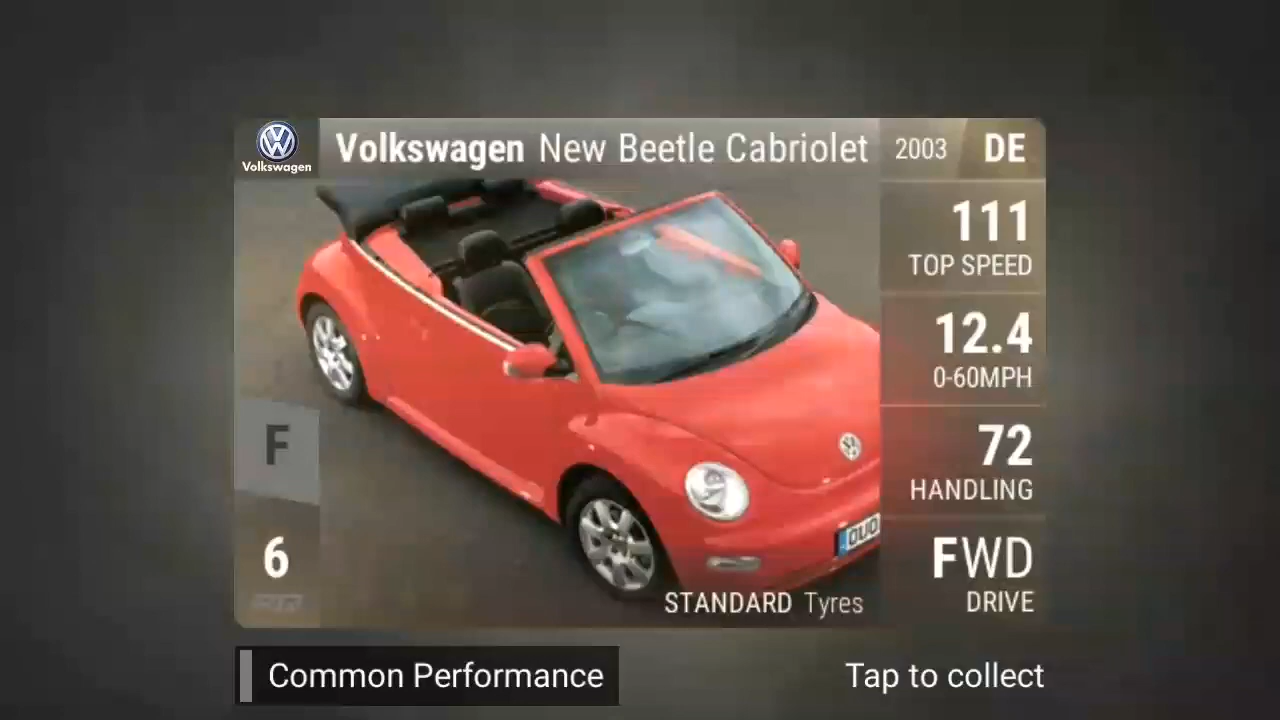 Volkswagen
Volkswagen New Beetle Cabriolet 2003 DE
111
TOP SPEED
12.4
0-60MPH
72
HANDLING
FWD
DRIVE
F
6
OUO
STANDARD Tyres
Common Performance
Tap to collect